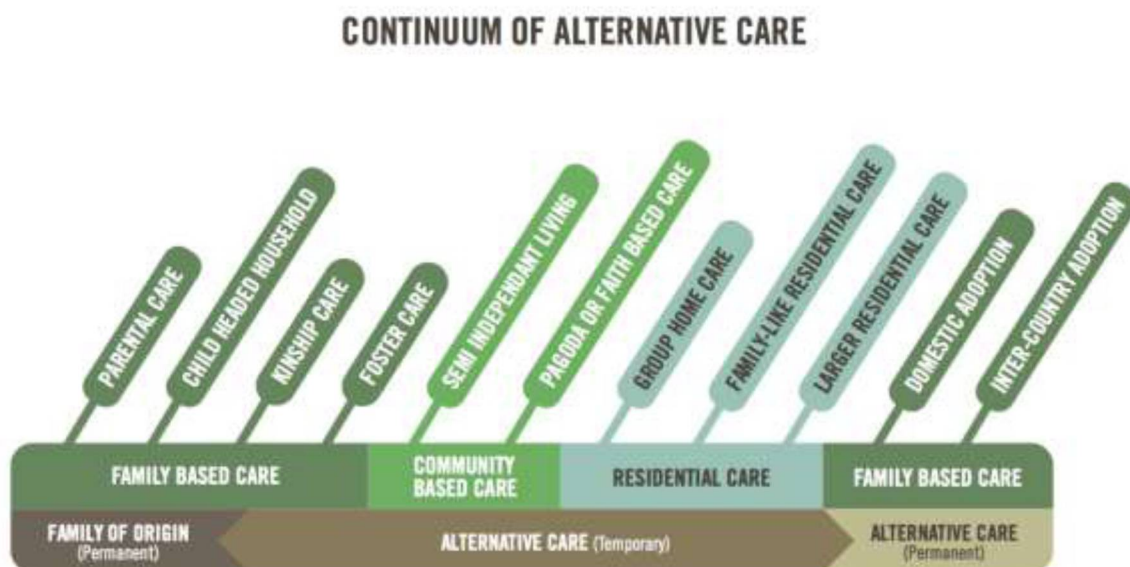 CONTINUUM OF ALTERNATIVE CARE
PARENTAL CARE
CHILD HEADED HOUSEHOLD
KINSHIP CARE
FOSTER CARE
SEMI INDEPENDANT LIVING
PAGODA OR FAITH BASED CARE
GROUP HOME CARE
FAMILY-LIKE RESIDENTIAL CARE
LARGER RESIDENTIAL CARE
DOMESTIC ADOPTION
INTER-COUNTRY ADOPTION
FAMILY BASED CARE
COMMUNITY
BASED CARE
RESIDENTIAL CARE
FAMILY BASED CARE
FAMILY OF ORIGIN
(Permanent)
ALTERNATIVE CARE (Temporary)
ALTERNATIVE CARE
(Permanent)